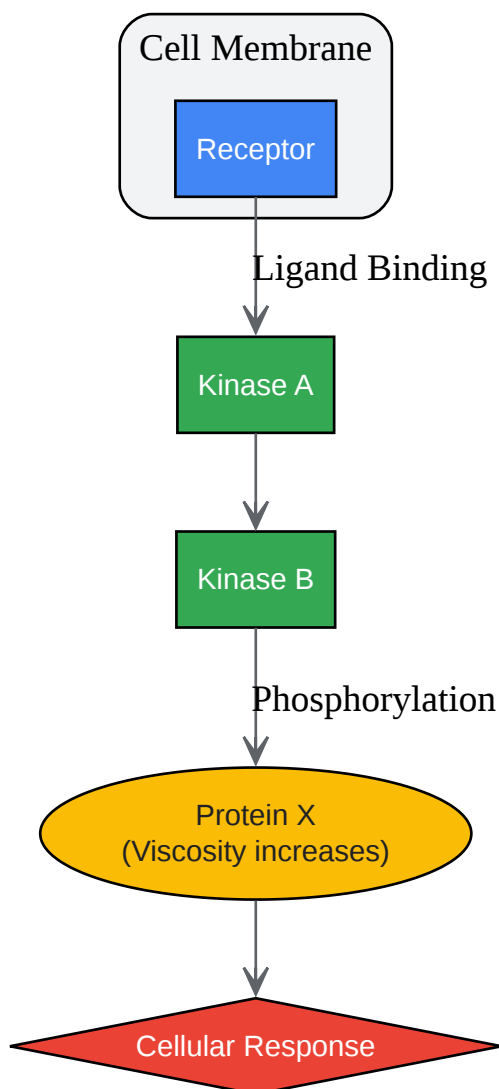 Cell Membrane
Receptor
Ligand Binding
Kinase A
Kinase B
Phosphorylation
Protein X
(Viscosity increases)
Cellular Response